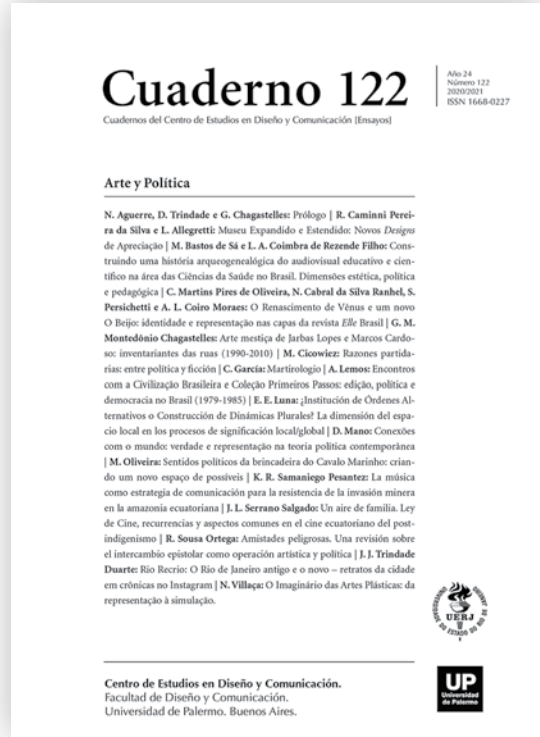 Cuaderno 122
Cuadernos del Centro de Estudios en Diseño y Comunicación [Ensayos]
Año 24
Número 122
2020/2021
ISSN 1668-0227
Arte y Política
N. Aguerre, D. Trindade e G. Chagastelles: Prólogo | R. Caminni Perei-
ra da Silva e L. Allegretti: Museu Expandido e Estendido: Novos Designs
de Apreciação | M. Bastos de Sá e L. A. Coimbra de Rezende Filho: Cons-
truindo uma história arqueogenealógica do audiovisual educativo e cien-
tífico na área das Ciências da Saúde no Brasil. Dimensões estética, política
e pedagógica | C. Martins Pires de Oliveira, N. Cabral da Silva Ranhel, S.
Persichetti e A. L. Coiro Moraes: O Renascimento de Vênus e um novo
O Beijo: identidade e representação nas capas da revista Elle Brasil | G. M.
Montedônio Chagastelles: Arte mestiça de Jarbas Lopes e Marcos Cardo-
so: inventariantes das ruas (1990-2010) | M. Cicowiez: Razones partida-
rias: entre política y ficción | C. García: Martirologio | A. Lemos: Encontros
com a Civilização Brasileira e Coleção Primeiros Passos: edição, política e
democracia no Brasil (1979-1985) | E. E. Luna: ¿Institución de Órdenes Al-
ternativos o Construcción de Dinámicas Plurales? La dimensión del espa-
cio local en los procesos de significación local/global | D. Mano: Conexões
com o mundo: verdade e representação na teoria política contemporânea
| M. Oliveira: Sentidos políticos da brincadeira do Cavalo Marinho: crian-
do um novo espaço de possíveis | K. R. Samaniego Pesantez: La música
como estrategia de comunicación para la resistencia de la invasión minera
en la amazonia ecuatoriana | J. L. Serrano Salgado: Un aire de familia. Ley
de Cine, recurrencias y aspectos comunes en el cine ecuatoriano del post-
indigenismo | R. Sousa Ortega: Amistades peligrosas. Una revisión sobre
el intercambio epistolar como operación artística y política | J. J. Trindade
Duarte: Rio Recrio: O Rio de Janeiro antigo e o novo – retratos da cidade
em crônicas no Instagram | N. Villaça: O Imaginário das Artes Plásticas: da
representação à simulação.
UERJ
UNIVERSIDADE DO ESTADO DO RIO DE JANEIRO
Centro de Estudios en Diseño y Comunicación.
Facultad de Diseño y Comunicación.
Universidad de Palermo. Buenos Aires.
UP
Universidad
de Palermo